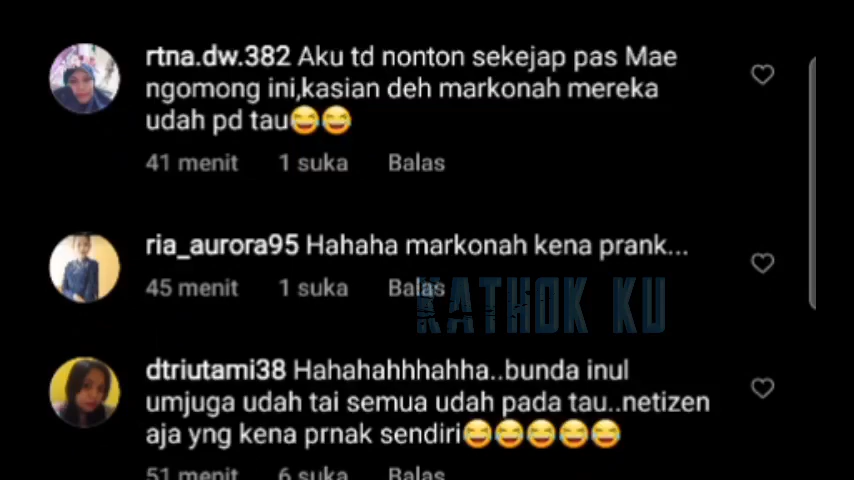 rtna.dw.382 Aku td nonton sekejap pas Mae
ngomong ini,kasian deh markonah mereka
udah pd tau😂😂
41 menit 1 suka Balas
ria_aurora95 Hahaha markonah kena prank...
45 menit 1 suka Balas
KATHOK KU
dtriutami38 Hahahahhhahha..bunda inul
umjuga udah tai semua udah pada tau..netizen
aja yng kena prnak sendiri😂😂😂😂😂
51 menit 6 suka Balas